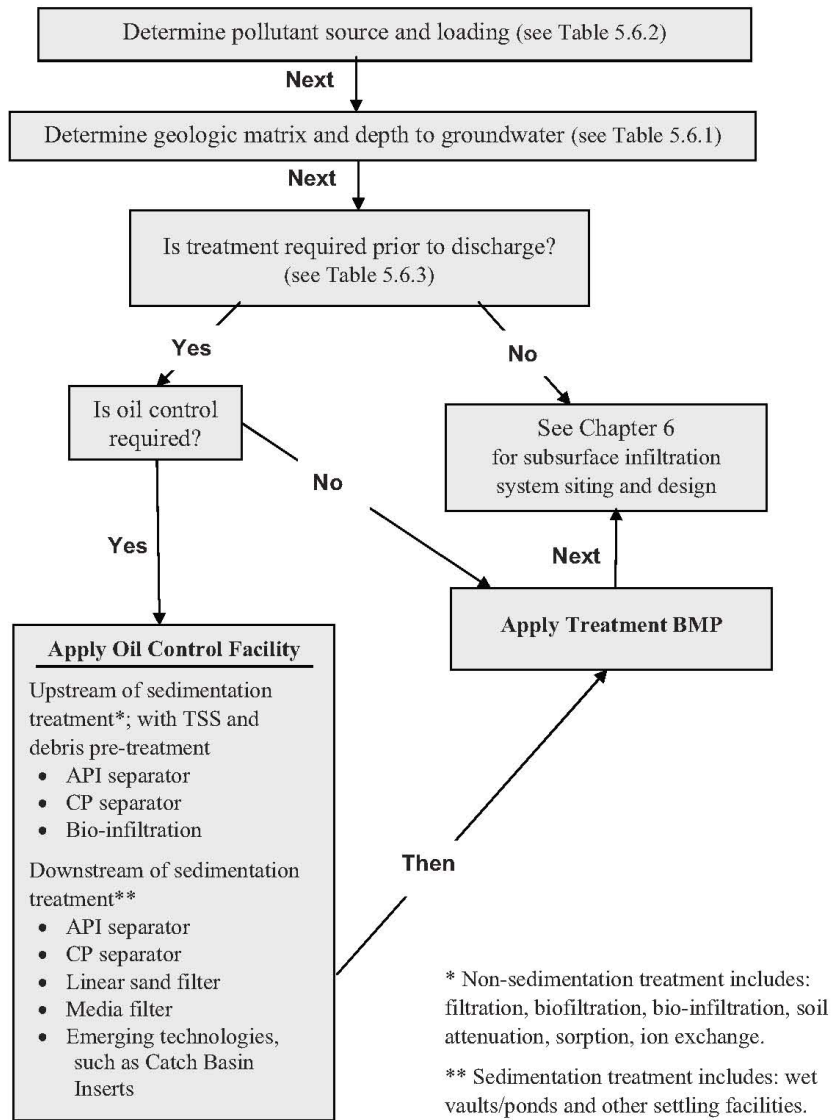 Determine pollutant source and loading (see Table 5.6.2)
Next
Determine geologic matrix and depth to groundwater (see Table 5.6.1)
Next
Is treatment required prior to discharge?
(see Table 5.6.3)
Yes
No
Is oil control
required?
See Chapter 6
for subsurface infiltration
system siting and design
No
Yes
Next
Apply Treatment BMP
Apply Oil Control Facility
Upstream of sedimentation
treatment*; with TSS and
debris pre-treatment
• API separator
• CP separator
• Bio-infiltration
Downstream of sedimentation
treatment**
• API separator
• CP separator
• Linear sand filter
• Media filter
• Emerging technologies,
such as Catch Basin
Inserts
Then
* Non-sedimentation treatment includes:
filtration, biofiltration, bio-infiltration, soil
attenuation, sorption, ion exchange.
** Sedimentation treatment includes: wet
vaults/ponds and other settling facilities.